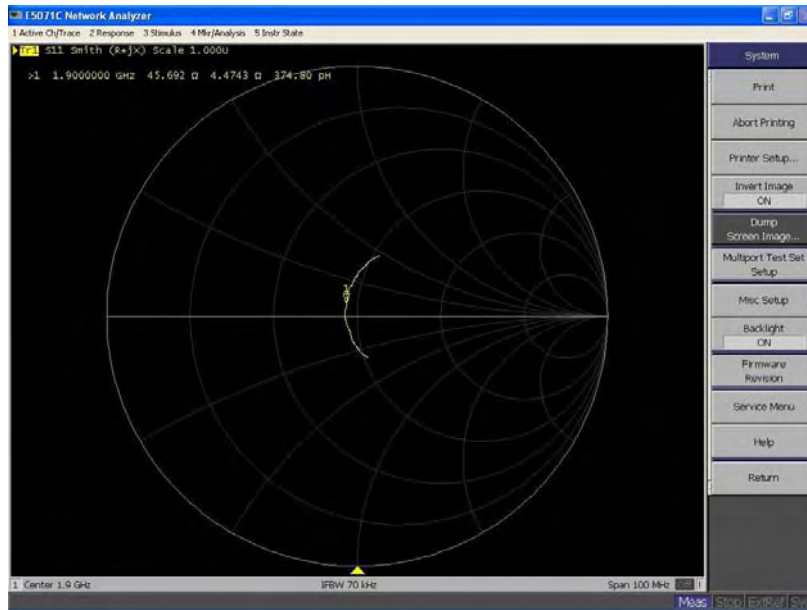 E5071C Network Analyzer
1 Active Ch/Trace 2 Response 3 Stimulus 4 Mkr/Analysis 5 Instr State
Tr1 S11 Smith (R+jX) Scale 1.000U
>1 1.9000000 GHz 45.692 Ω 4.4743 Ω 374.80 pH
1
System
Print
Abort Printing
Printer Setup...
Invert Image
ON
Dump
Screen Image...
Multiport Test Set
Setup
Misc Setup
Backlight
ON
Firmware
Revision
Service Menu
Help
Return
1 Center 1.9 GHz IFBW 70 kHz Span 100 MHz
Meas Stop ExtRef